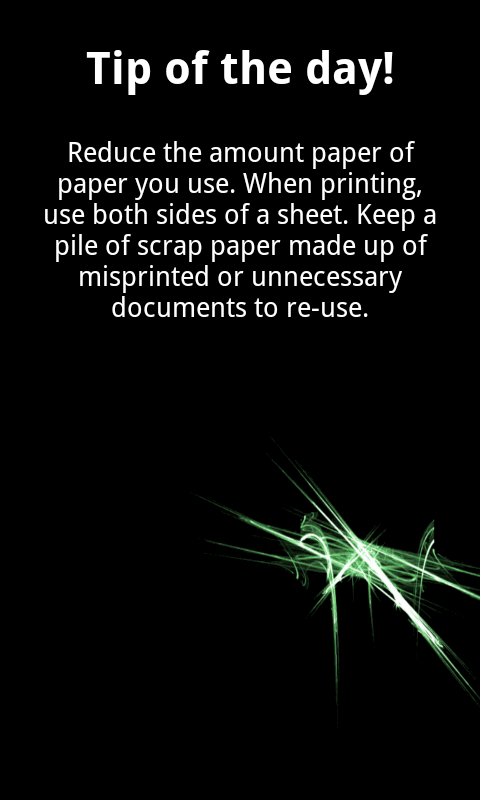 Tip of the day!
Reduce the amount paper of
paper you use. When printing,
use both sides of a sheet. Keep a
pile of scrap paper made up of
misprinted or unnecessary
documents to re-use.